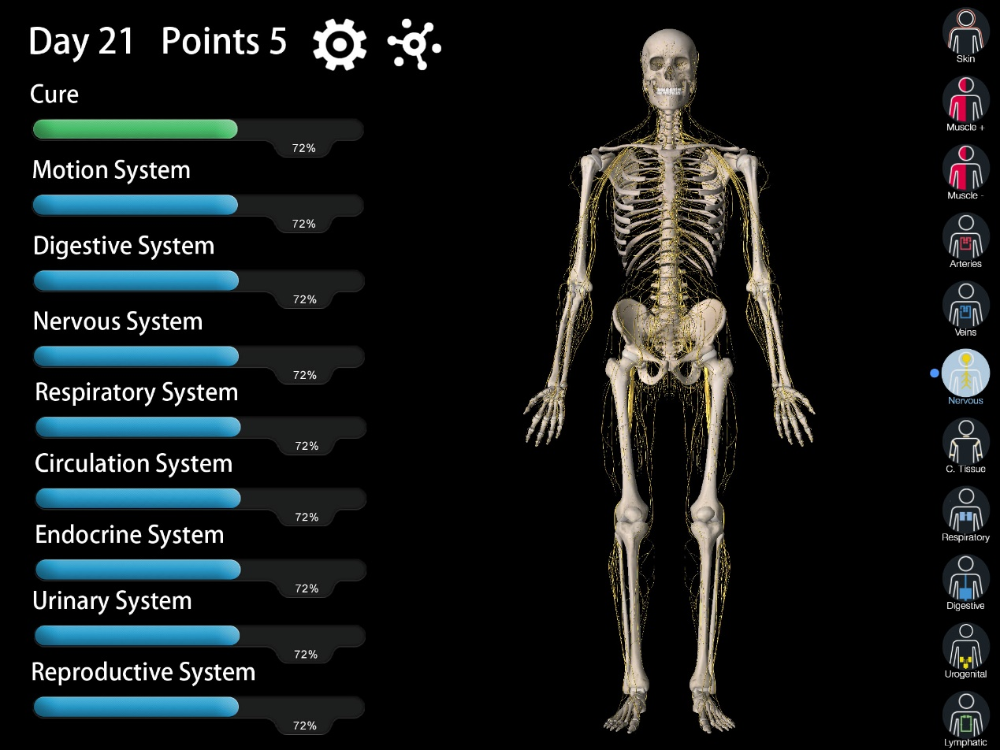 Day 21 Points 5
Cure
72%
Motion System
72%
Digestive System
72%
Nervous System
72%
Respiratory System
72%
Circulation System
72%
Endocrine System
72%
Urinary System
72%
Reproductive System
72%
Skin
Muscle +
Muscle -
Arteries
Veins
Nervous
C. Tissue
Respiratory
Digestive
Urogenital
Lymphatic